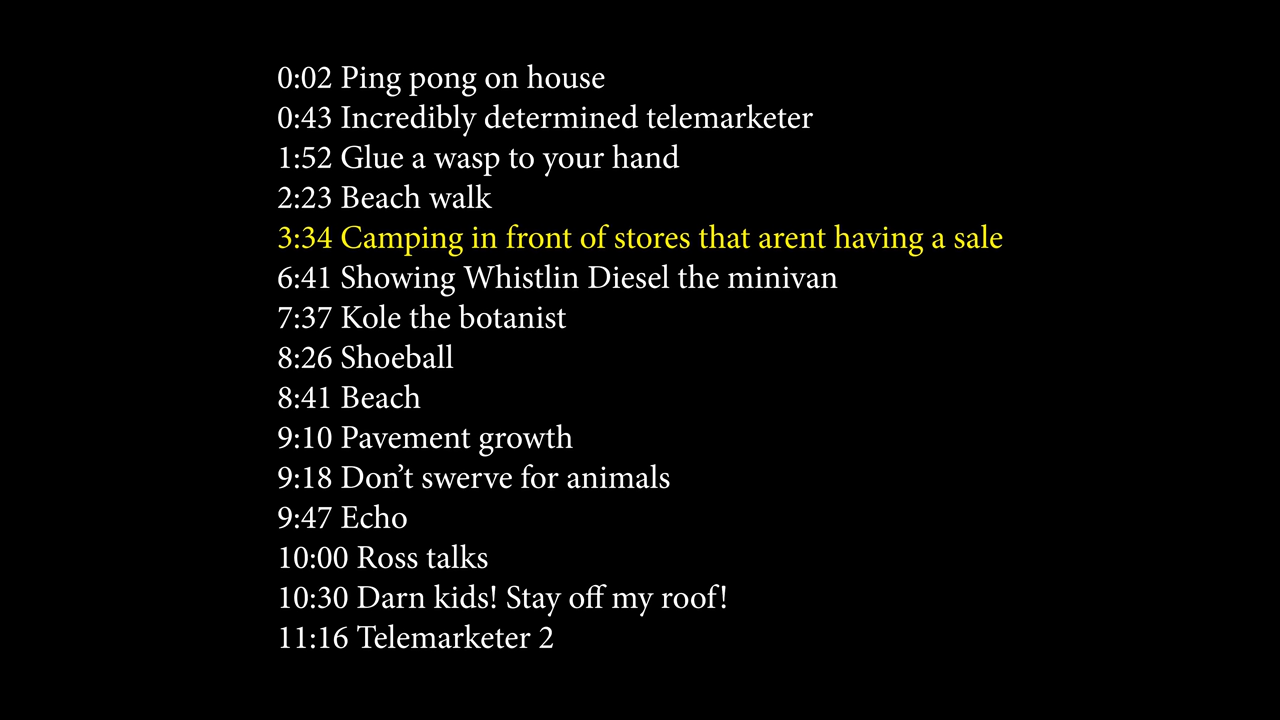 0:02 Ping pong on house
0:43 Incredibly determined telemarketer
1:52 Glue a wasp to your hand
2:23 Beach walk
3:34 Camping in front of stores that arent having a sale
6:41 Showing Whistlin Diesel the minivan
7:37 Kole the botanist
8:26 Shoeball
8:41 Beach
9:10 Pavement growth
9:18 Don’t swerve for animals
9:47 Echo
10:00 Ross talks
10:30 Darn kids! Stay off my roof!
11:16 Telemarketer 2